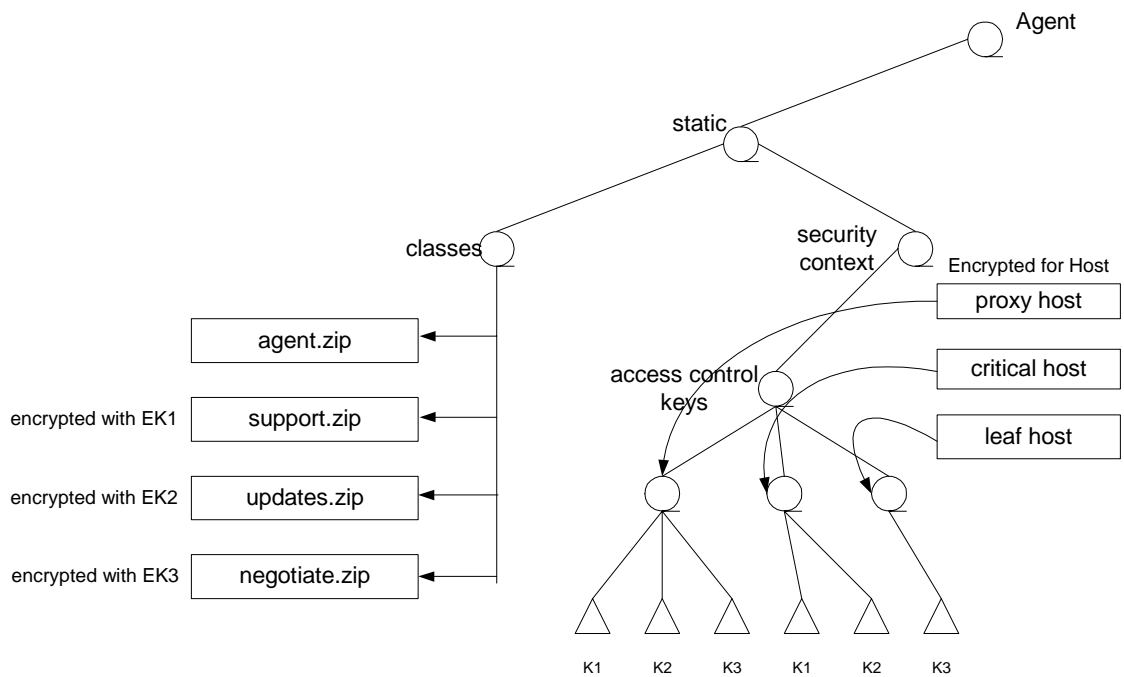 Agent
static
classes
security
context
Encrypted for Host
proxy host
agent.zip
critical host
access control
keys
encrypted with EK1
support.zip
leaf host
encrypted with EK2
updates.zip
encrypted with EK3
negotiate.zip
K1
K2
K3
K1
K2
K3